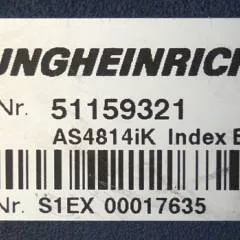 UNGHEINRICH
Nr. 51159321
AS4814iK Index E
Nr. S1EX 00017635